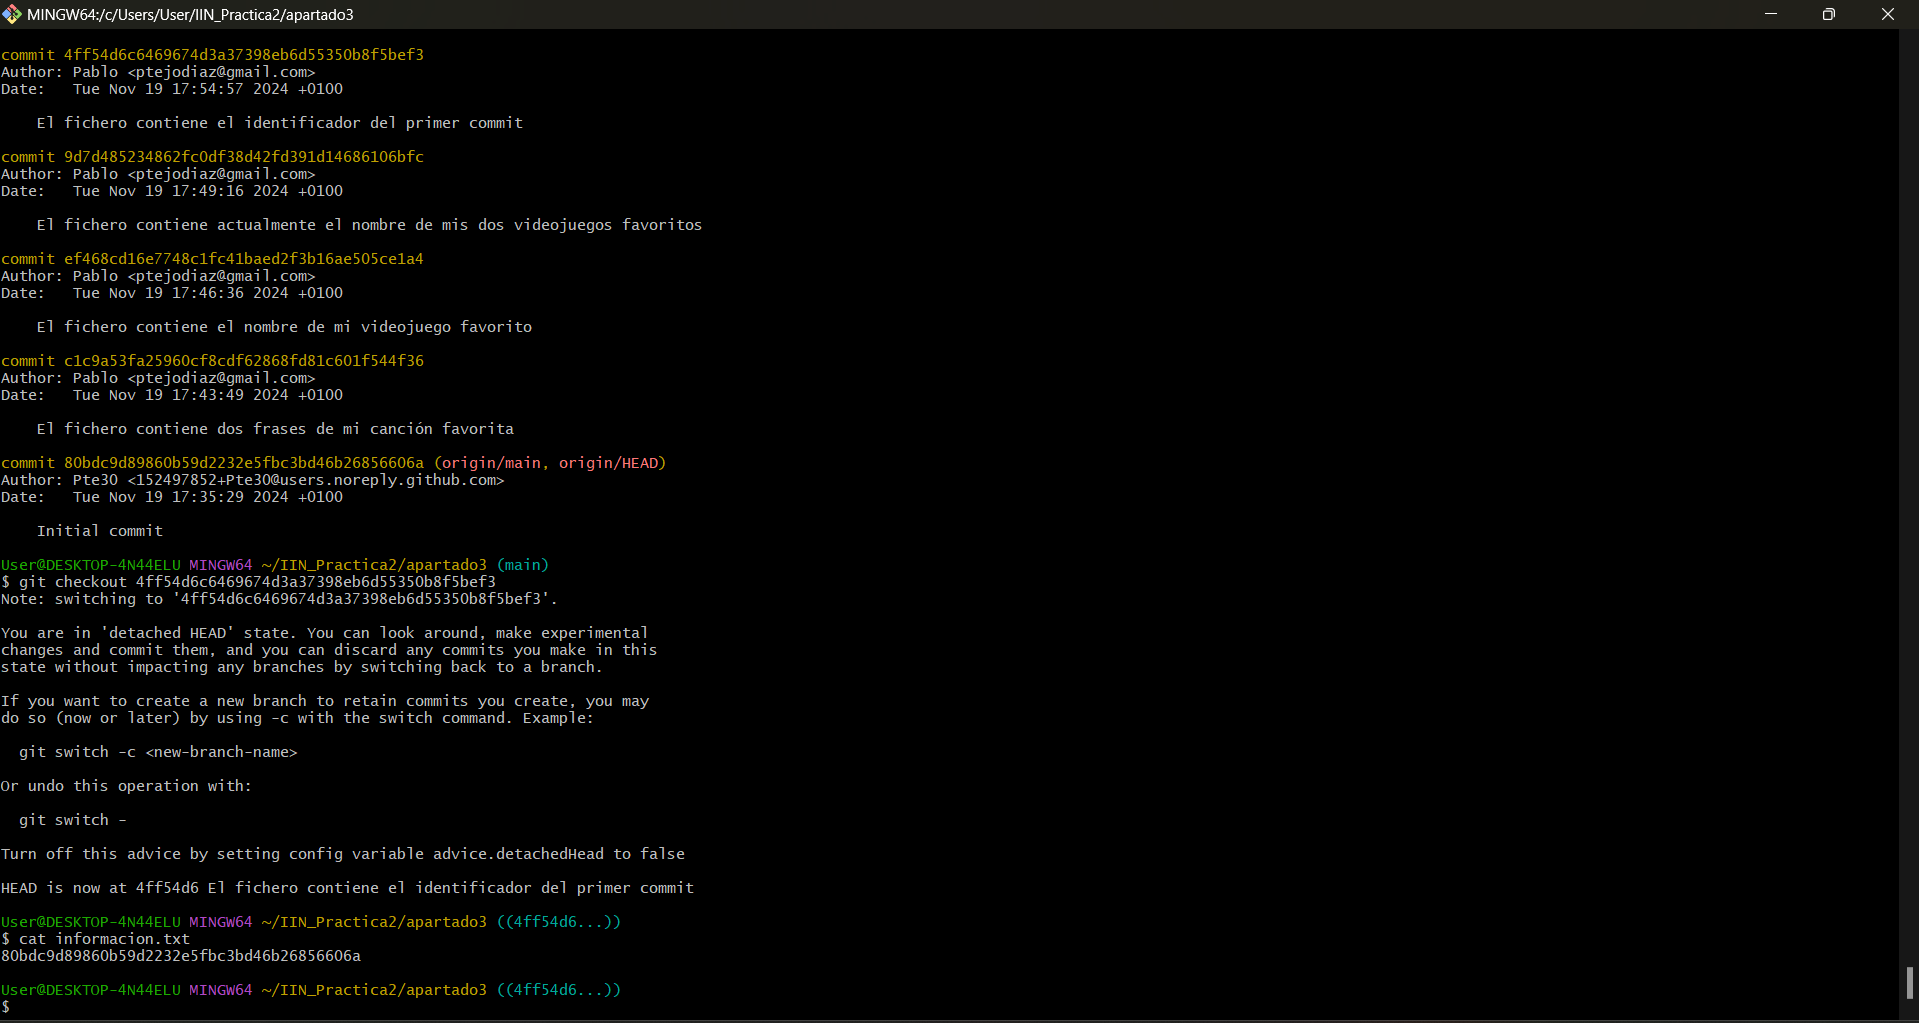 MINGW64:/c/Users/User/IIN_Practica2/apartado3
commit 4ff54d6c6469674d3a37398eb6d55350b8f5bef3
Author: Pablo <ptejodiaz@gmail.com>
Date:   Tue Nov 19 17:54:57 2024 +0100
El fichero contiene el identificador del primer commit
commit 9d7d485234862fc0df38d42fd391d14686106bfc
Author: Pablo <ptejodiaz@gmail.com>
Date:   Tue Nov 19 17:49:16 2024 +0100
El fichero contiene actualmente el nombre de mis dos videojuegos favoritos
commit ef468cd16e7748c1fc41baed2f3b16ae505ce1a4
Author: Pablo <ptejodiaz@gmail.com>
Date:   Tue Nov 19 17:46:36 2024 +0100
El fichero contiene el nombre de mi videojuego favorito
commit c1c9a53fa25960cf8cdf62868fd81c601f544f36
Author: Pablo <ptejodiaz@gmail.com>
Date:   Tue Nov 19 17:43:49 2024 +0100
El fichero contiene dos frases de mi canción favorita
commit 80bdc9d89860b59d2232e5fbc3bd46b26856606a (origin/main, origin/HEAD)
Author: Pte30 <152497852+Pte30@users.noreply.github.com>
Date:   Tue Nov 19 17:35:29 2024 +0100
Initial commit
User@DESKTOP-4N44ELU MINGW64 ~/IIN_Practica2/apartado3 (main)
$ git checkout 4ff54d6c6469674d3a37398eb6d55350b8f5bef3
Note: switching to '4ff54d6c6469674d3a37398eb6d55350b8f5bef3'.
You are in 'detached HEAD' state. You can look around, make experimental
changes and commit them, and you can discard any commits you make in this
state without impacting any branches by switching back to a branch.
If you want to create a new branch to retain commits you create, you may
do so (now or later) by using -c with the switch command. Example:
git switch -c <new-branch-name>
Or undo this operation with:
git switch -
Turn off this advice by setting config variable advice.detachedHead to false
HEAD is now at 4ff54d6 El fichero contiene el identificador del primer commit
User@DESKTOP-4N44ELU MINGW64 ~/IIN_Practica2/apartado3 ((4ff54d6...))
$ cat informacion.txt
80bdc9d89860b59d2232e5fbc3bd46b26856606a
User@DESKTOP-4N44ELU MINGW64 ~/IIN_Practica2/apartado3 ((4ff54d6...))
$